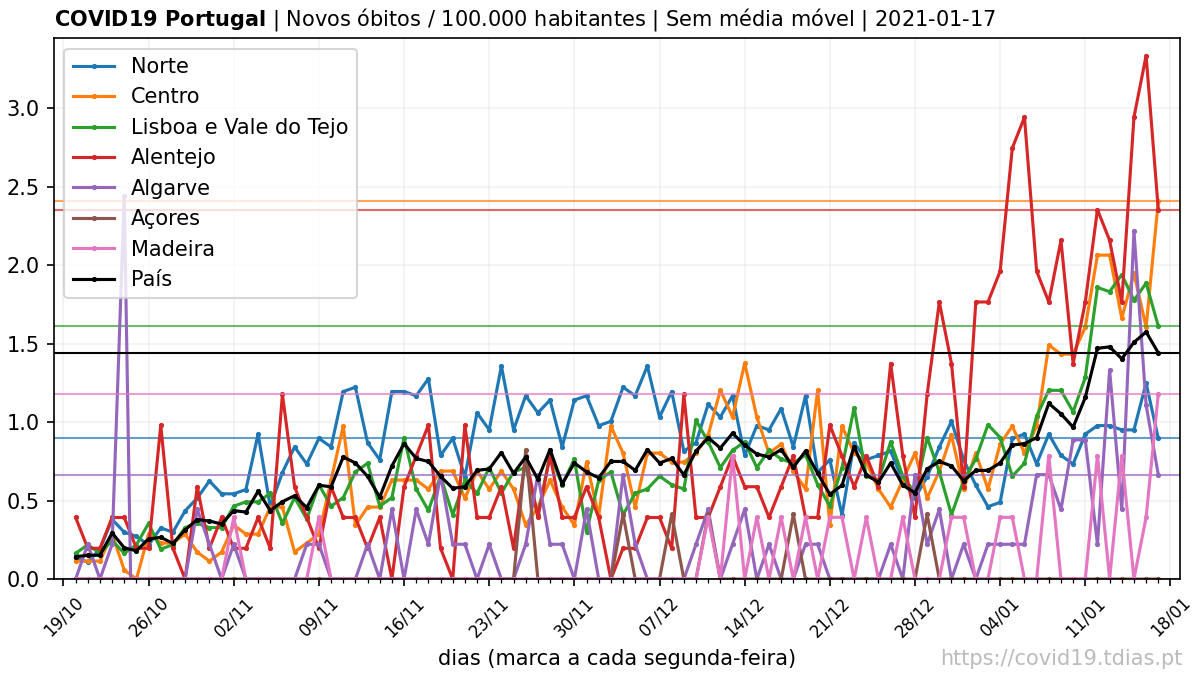 COVID19 Portugal | Novos óbitos / 100.000 habitantes | Sem média móvel | 2021-01-17
Norte
Centro
Lisboa e Vale do Tejo
Alentejo
Algarve
Açores
Madeira
País
3.0
2.5
2.0
1.5
1.0
0.5
0.0
19/10 26/10 02/11 09/11 16/11 23/11 30/11 07/12 14/12 21/12 28/12 04/01 11/01 18/01
dias (marca a cada segunda-feira)
https://covid19.tdias.pt